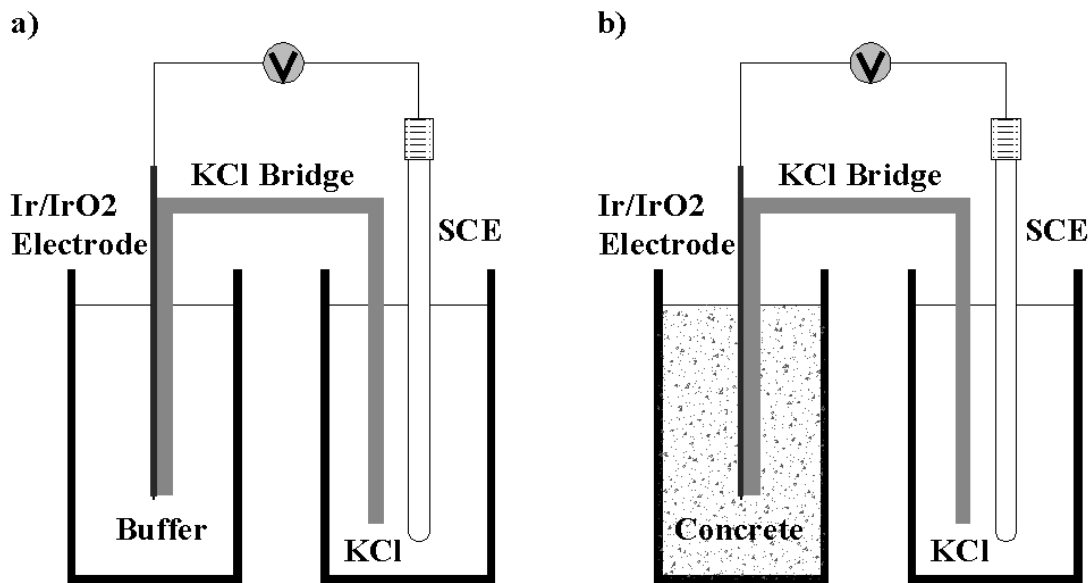 a)
V
KCl Bridge
Ir/IrO2
Electrode
SCE
Buffer
KCl
b)
V
KCl Bridge
Ir/IrO2
Electrode
SCE
Concrete
KCl